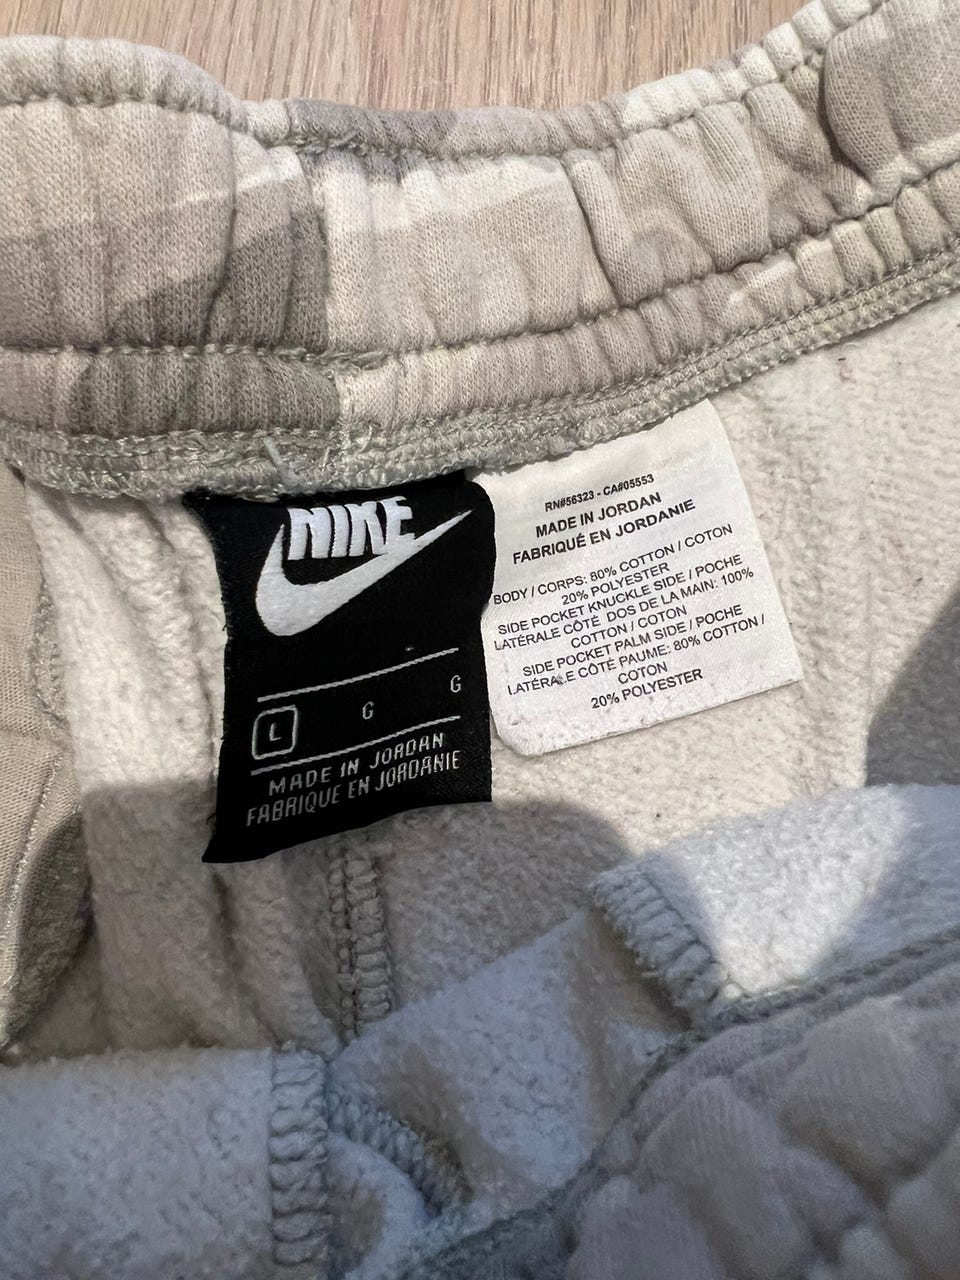 NIKE
L G G
MADE IN JORDAN
FABRIQUE EN JORDANIE
RN#56323 - CA#05553
MADE IN JORDAN
FABRIQUÉ EN JORDANIE
BODY / CORPS: 80% COTTON / COTON
20% POLYESTER
SIDE POCKET KNUCKLE SIDE / POCHE
LATÉRALE CÔTÉ DOS DE LA MAIN: 100%
COTTON / COTON
SIDE POCKET PALM SIDE / POCHE
LATÉRALE CÔTÉ PAUME: 80% COTTON /
COTON
20% POLYESTER